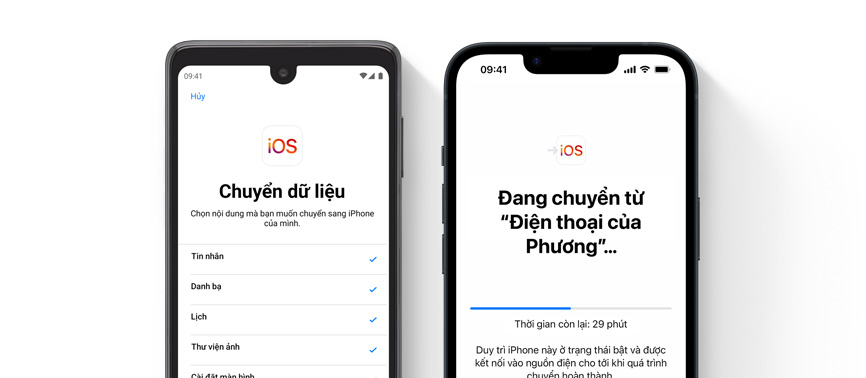 09:41
Hủy
iOS
Chuyển dữ liệu
Chọn nội dung mà bạn muốn chuyển sang iPhone
của mình.
Tin nhắn
Danh bạ
Lịch
Thư viện ảnh
Cài đặt màn hình
09:41
iOS
Đang chuyển từ
“Điện thoại của
Phương”...
Thời gian còn lại: 29 phút
Duy trì iPhone này ở trạng thái bật và được
kết nối vào nguồn điện cho tới khi quá trình
chuyển hoàn thành.